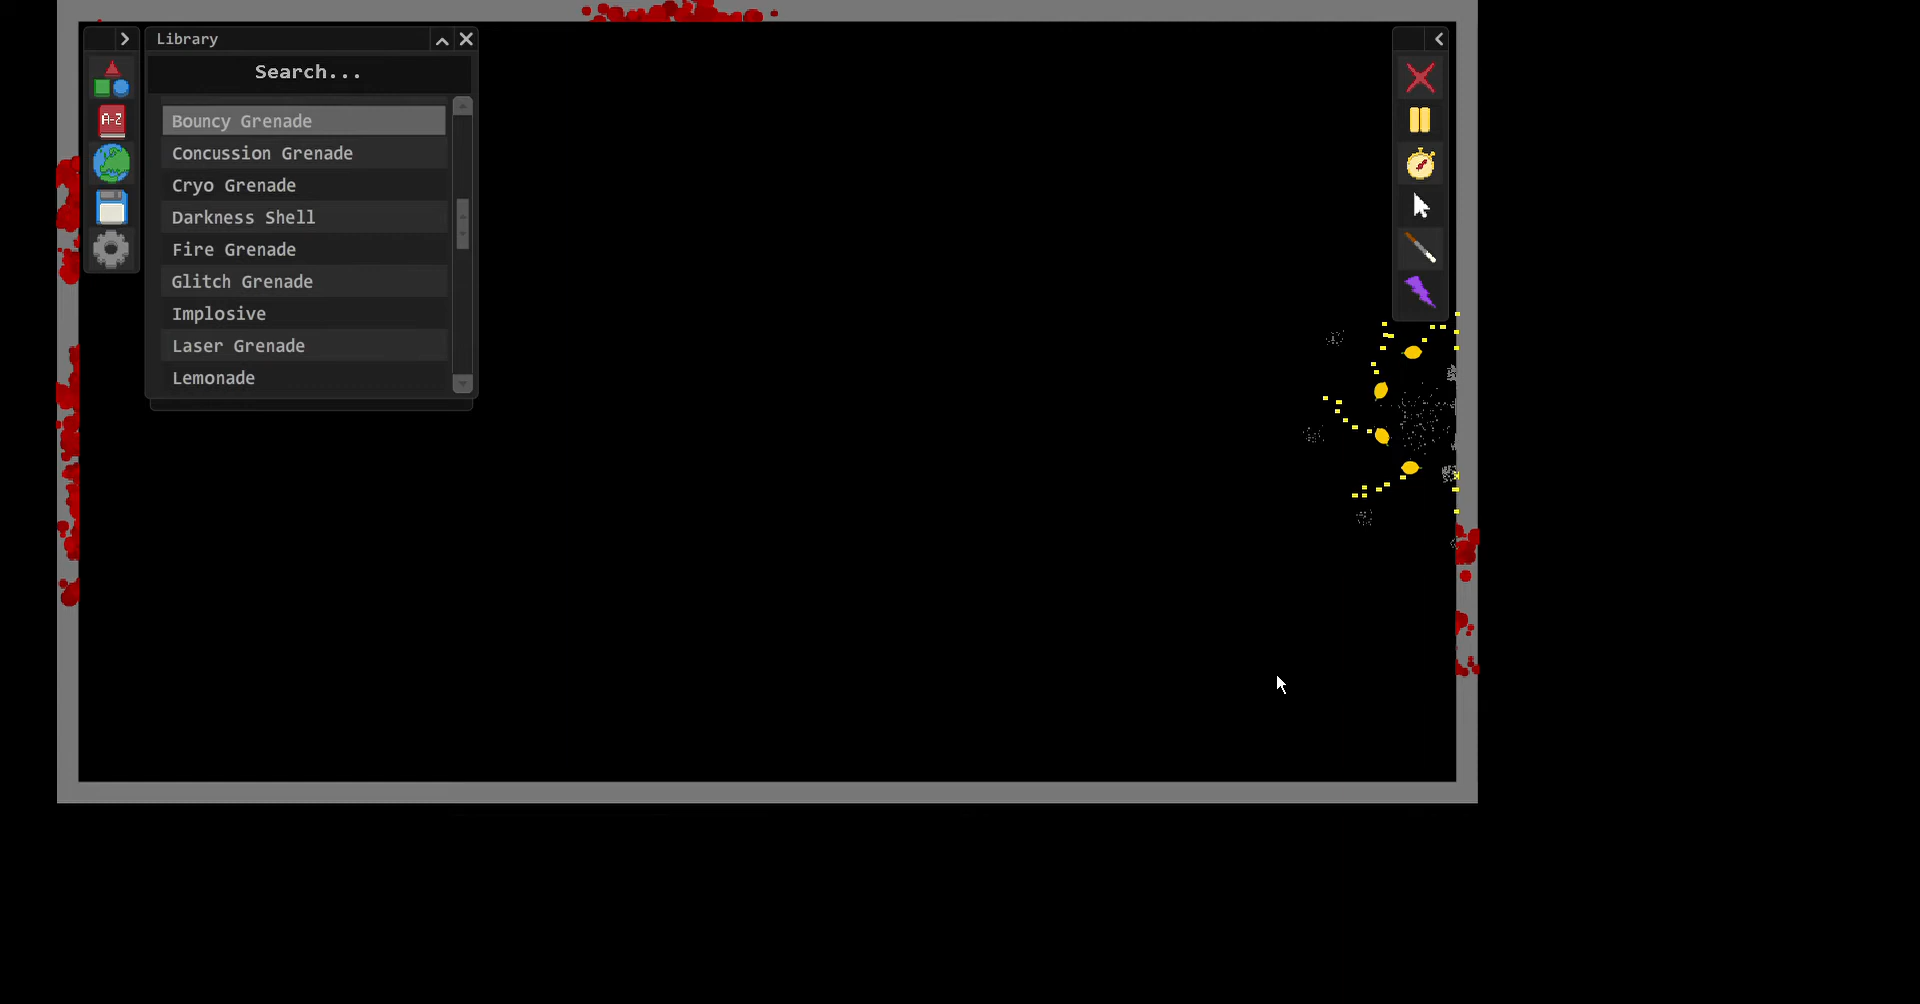 Library
Search...
Bouncy Grenade
Concussion Grenade
Cryo Grenade
Darkness Shell
Fire Grenade
Glitch Grenade
Implosive
Laser Grenade
Lemonade
A-Z